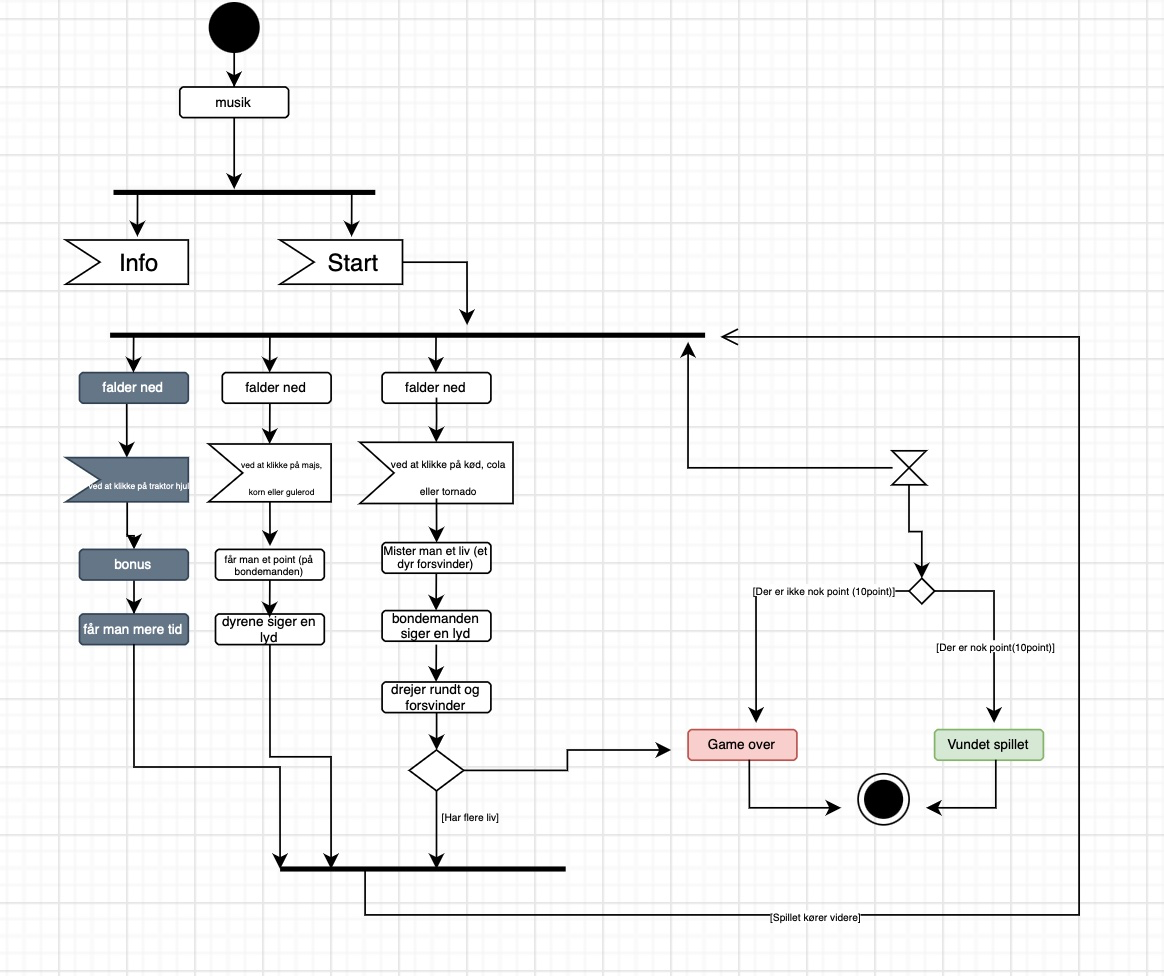 musik
Info
Start
falder ned
falder ned
falder ned
ved at klikke på traktor hjul
ved at klikke på majs,
korn eller gulerod
ved at klikke på kød, cola
eller tornado
bonus
får man et point (på
bondemanden)
Mister man et liv (et
dyr forsvinder)
får man mere tid
dyrene siger en
lyd
bondemanden
siger en lyd
drejer rundt og
forsvinder
[Har flere liv]
[Der er ikke nok point (10point)]
[Der er nok point(10point)]
Game over
Vundet spillet
[Spillet kører videre]